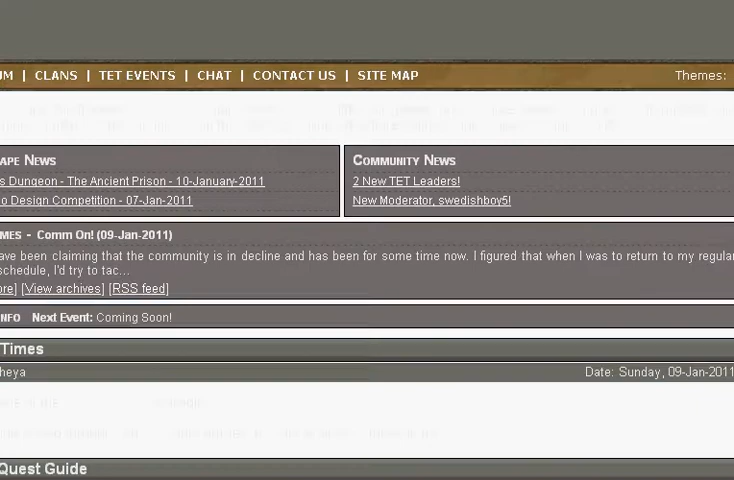 UM | CLANS | TET EVENTS | CHAT | CONTACT US | SITE MAP Themes:
APE NEWS
s Dungeon - The Ancient Prison - 10-January-2011
o Design Competition - 07-Jan-2011
COMMUNITY NEWS
2 New TET Leaders!
New Moderator, swedishboy5!
MES - Comm On! (09-Jan-2011)
ave been claiming that the community is in decline and has been for some time now. I figured that when I was to return to my regular
schedule, I'd try to tac...
ore] [View archives] [RSS feed]
NFO Next Event: Coming Soon!
Times
heya Date: Sunday, 09-Jan-2011
Quest Guide